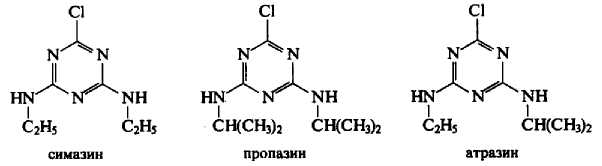 Cl Cl Cl
N N N N N N
HN N NH HN N NH HN N NH
C₂H₅ C₂H₅ CH(CH₃)₂ CH(CH₃)₂ C₂H₅ CH(CH₃)₂
симазин пропазин атразин